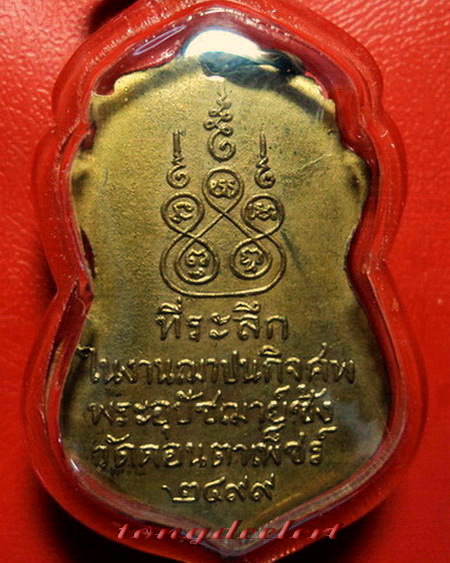 ที่ระลึก
ในงานฌาปนกิจศพ
พระอุปัชฌาย์ซ้ง
วัดดอนตาเพ็ชร์
๒๔๙๙